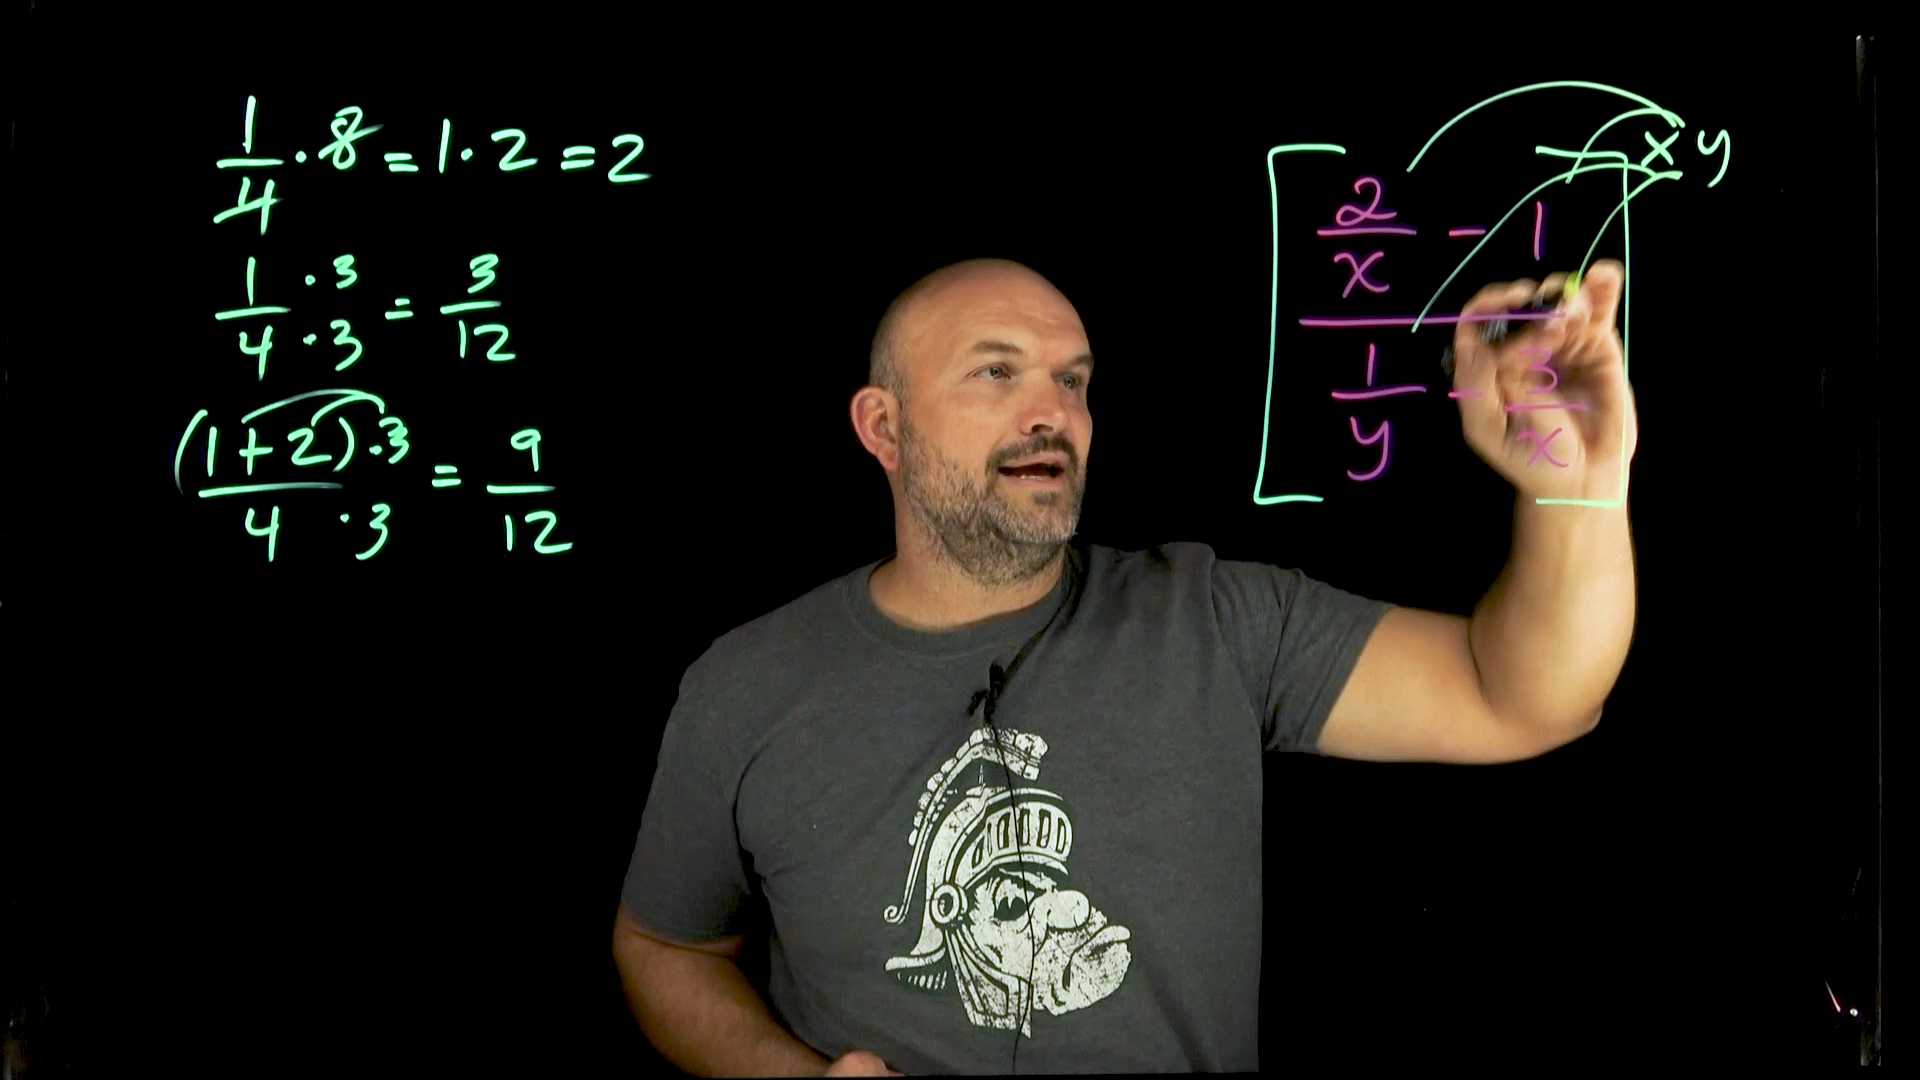 1/4 · 8 = 1 · 2 = 2
1/4 · 3/3 = 3/12
(1+2) · 3 / 4 · 3 = 9/12
x y
[ (2/x - 1) / (1/y - 3/x) ]